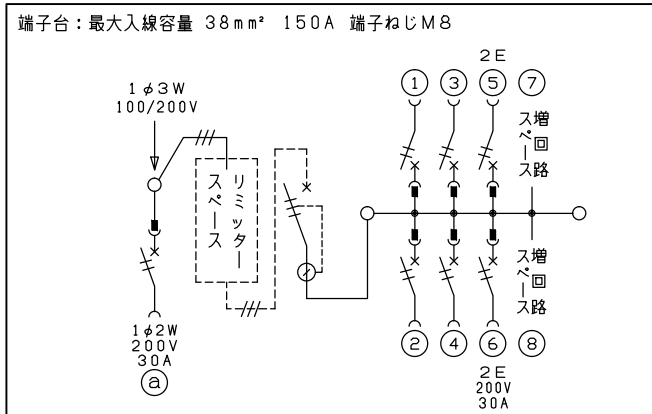 端子台：最大入線容量 38mm² 150A 端子ねじM8
1φ3W
100/200V
リミッター
スペース
1φ2W
200V
30A
a
2E
1 3 5 7
増回路
スペース
増回路
スペース
2 4 6 8
2E
200V
30A